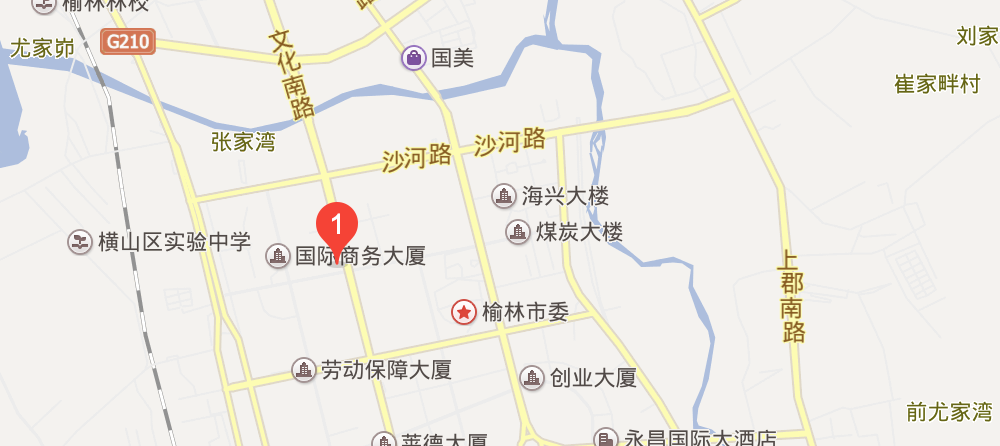 榆林林校
G210
尤家峁
文化南路
国美
刘家
崔家畔村
张家湾
沙河路
沙河路
海兴大楼
煤炭大楼
1
横山区实验中学
国际商务大厦
上郡南路
榆林市委
劳动保障大厦
创业大厦
前尤家湾
莱德大厦
永昌国际大酒店